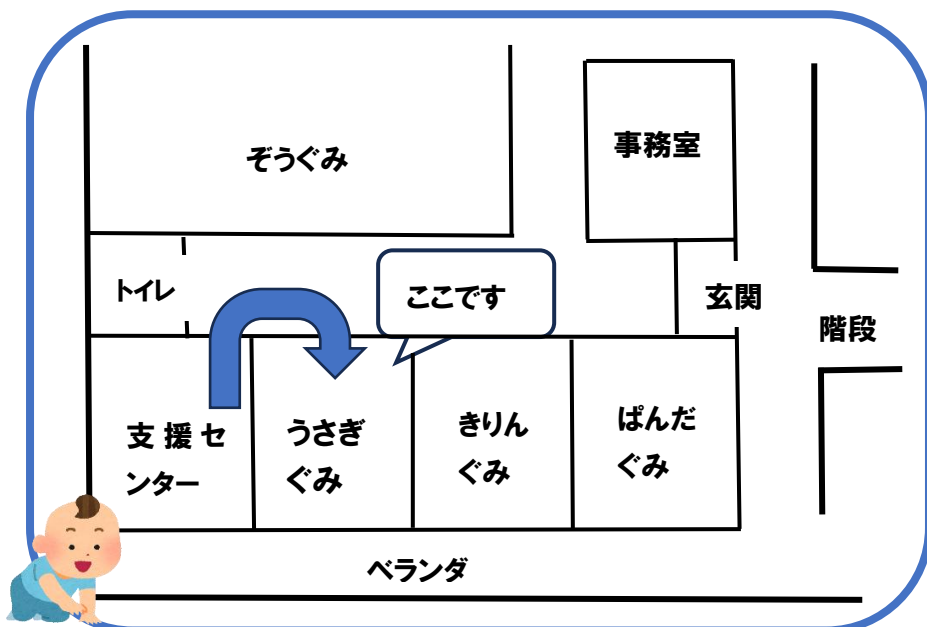 ぞうぐみ
事務室
トイレ
ここです
玄関
階段
支援セ
ンター
うさぎ
ぐみ
きりん
ぐみ
ぱんだ
ぐみ
ベランダ